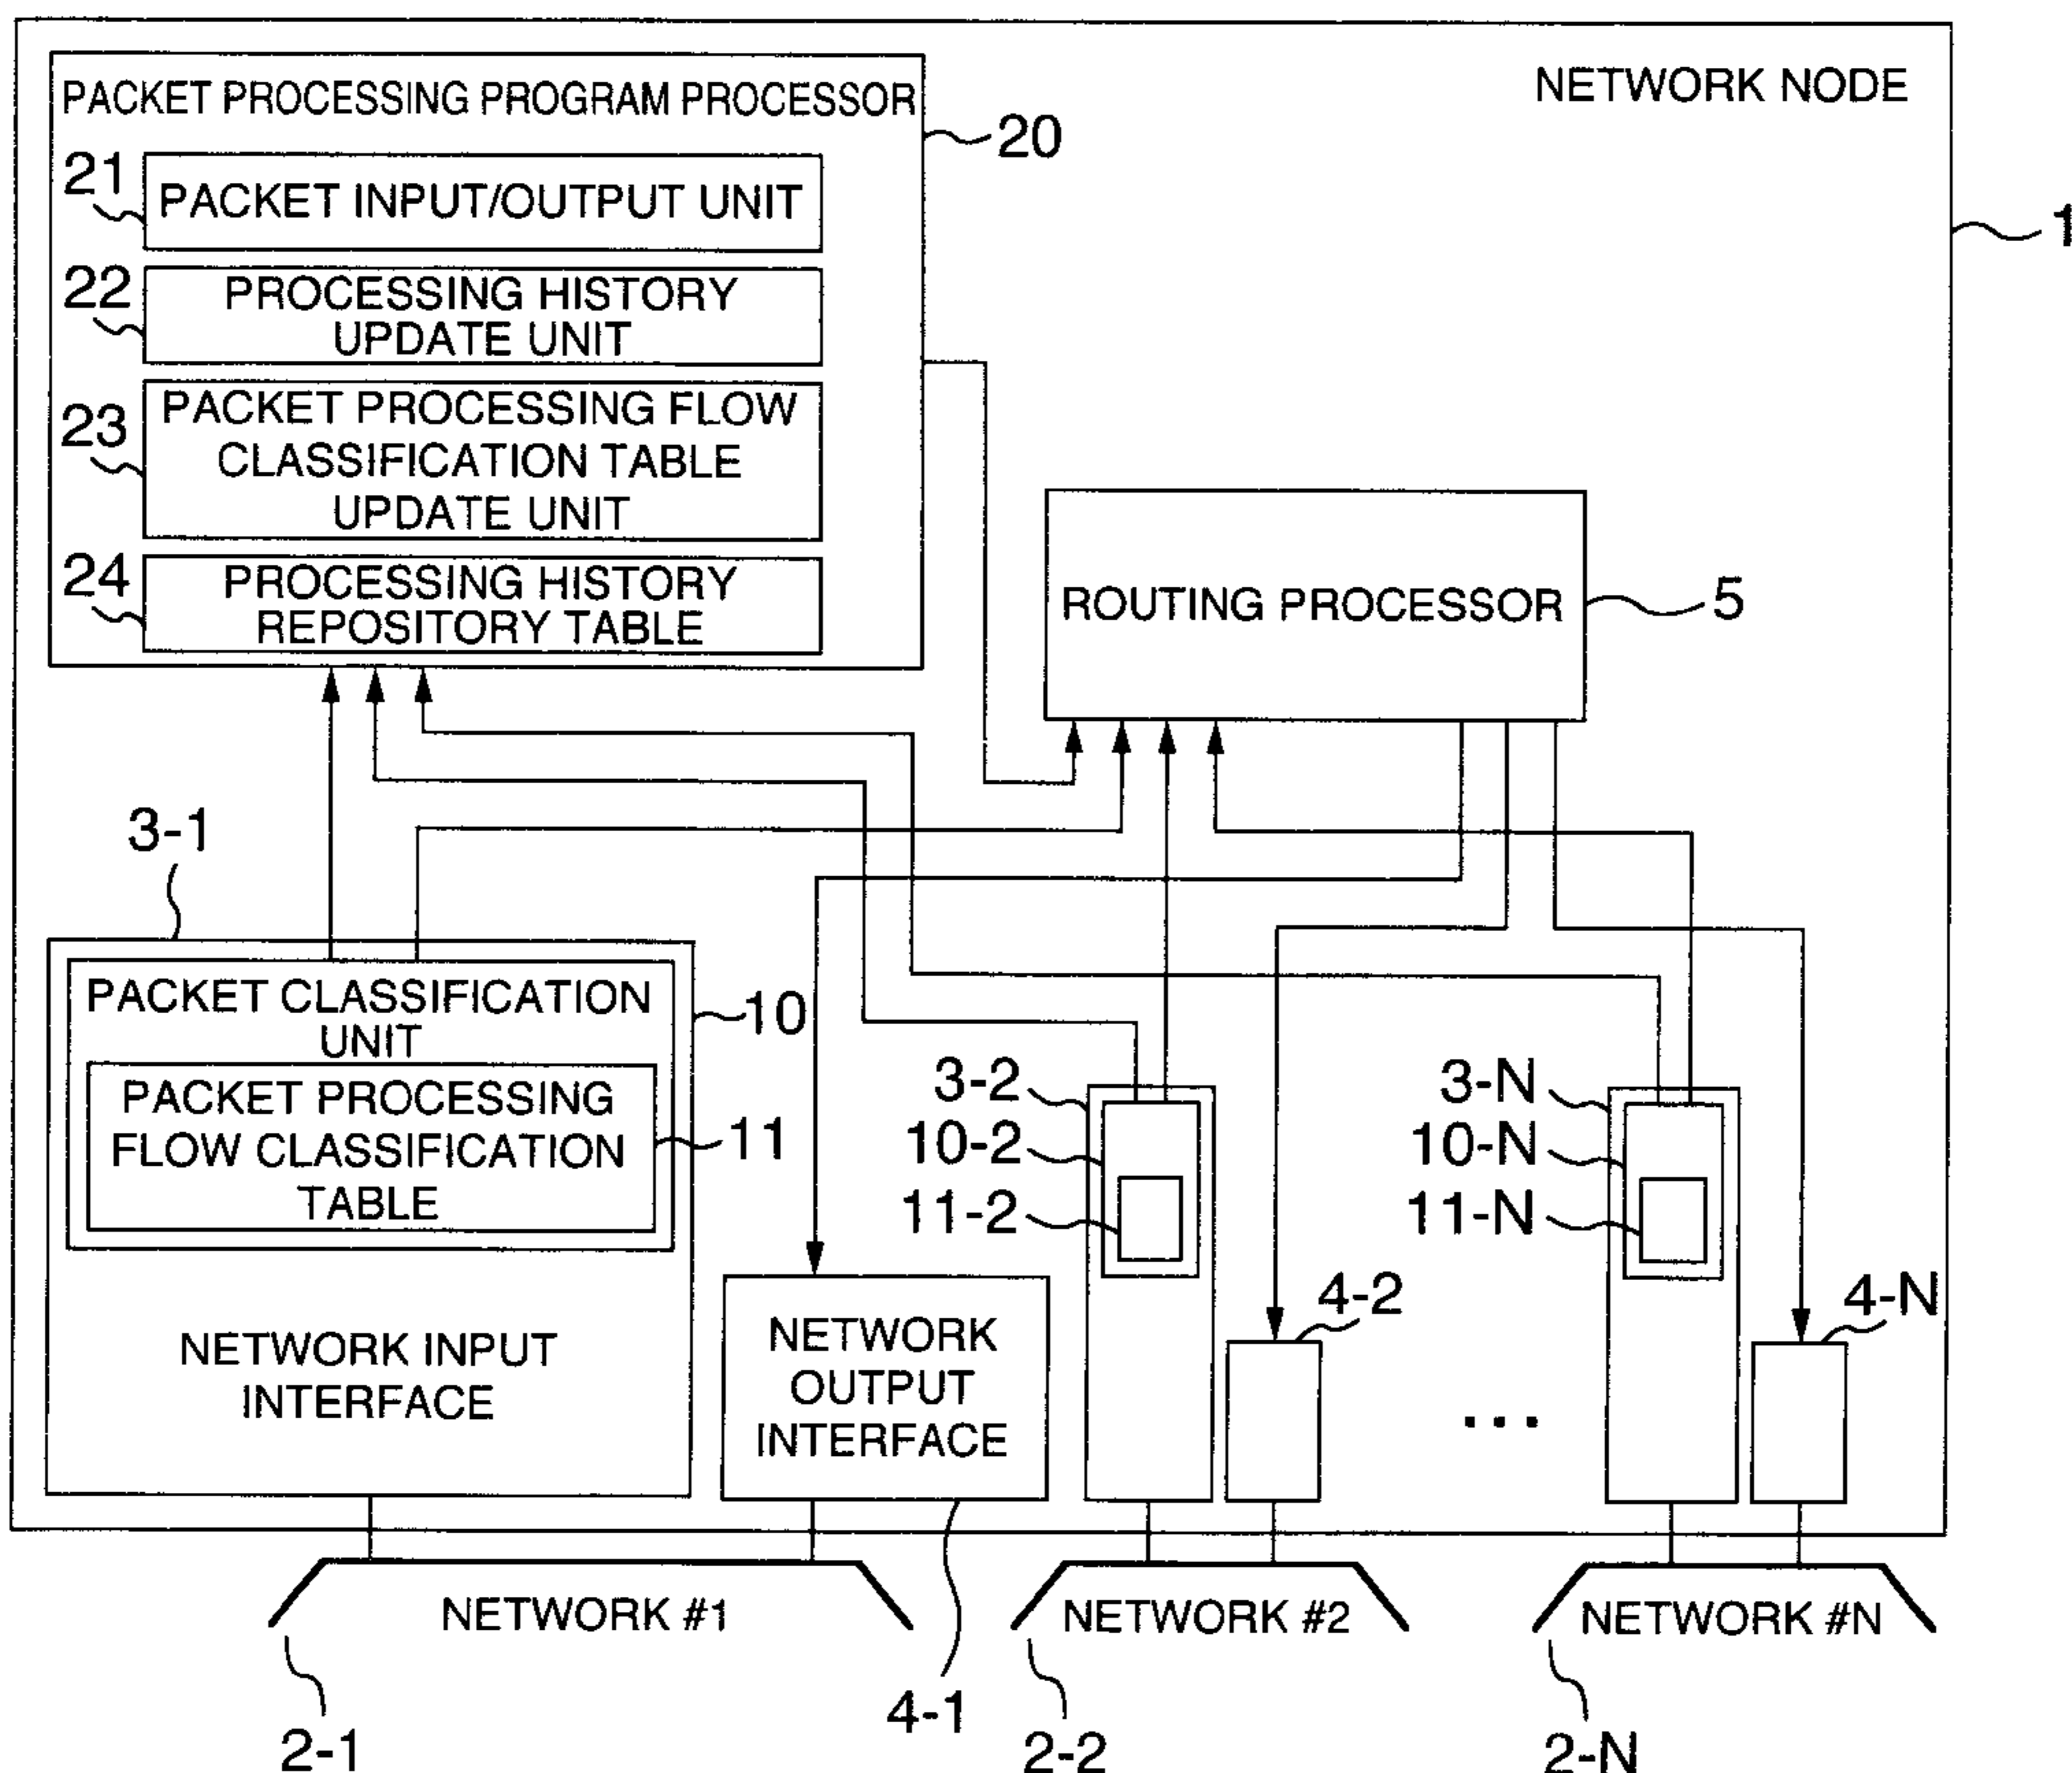 NETWORK NODE
1
PACKET PROCESSING PROGRAM PROCESSOR
20
21
PACKET INPUT/OUTPUT UNIT
22
PROCESSING HISTORY
UPDATE UNIT
23
PACKET PROCESSING FLOW
CLASSIFICATION TABLE
UPDATE UNIT
24
PROCESSING HISTORY
REPOSITORY TABLE
ROUTING PROCESSOR
5
3-1
PACKET CLASSIFICATION
UNIT
10
PACKET PROCESSING
FLOW CLASSIFICATION
TABLE
11
NETWORK INPUT
INTERFACE
NETWORK
OUTPUT
INTERFACE
3-2
10-2
11-2
4-2
...
3-N
10-N
11-N
4-N
NETWORK #1
NETWORK #2
NETWORK #N
2-1
4-1
2-2
2-N